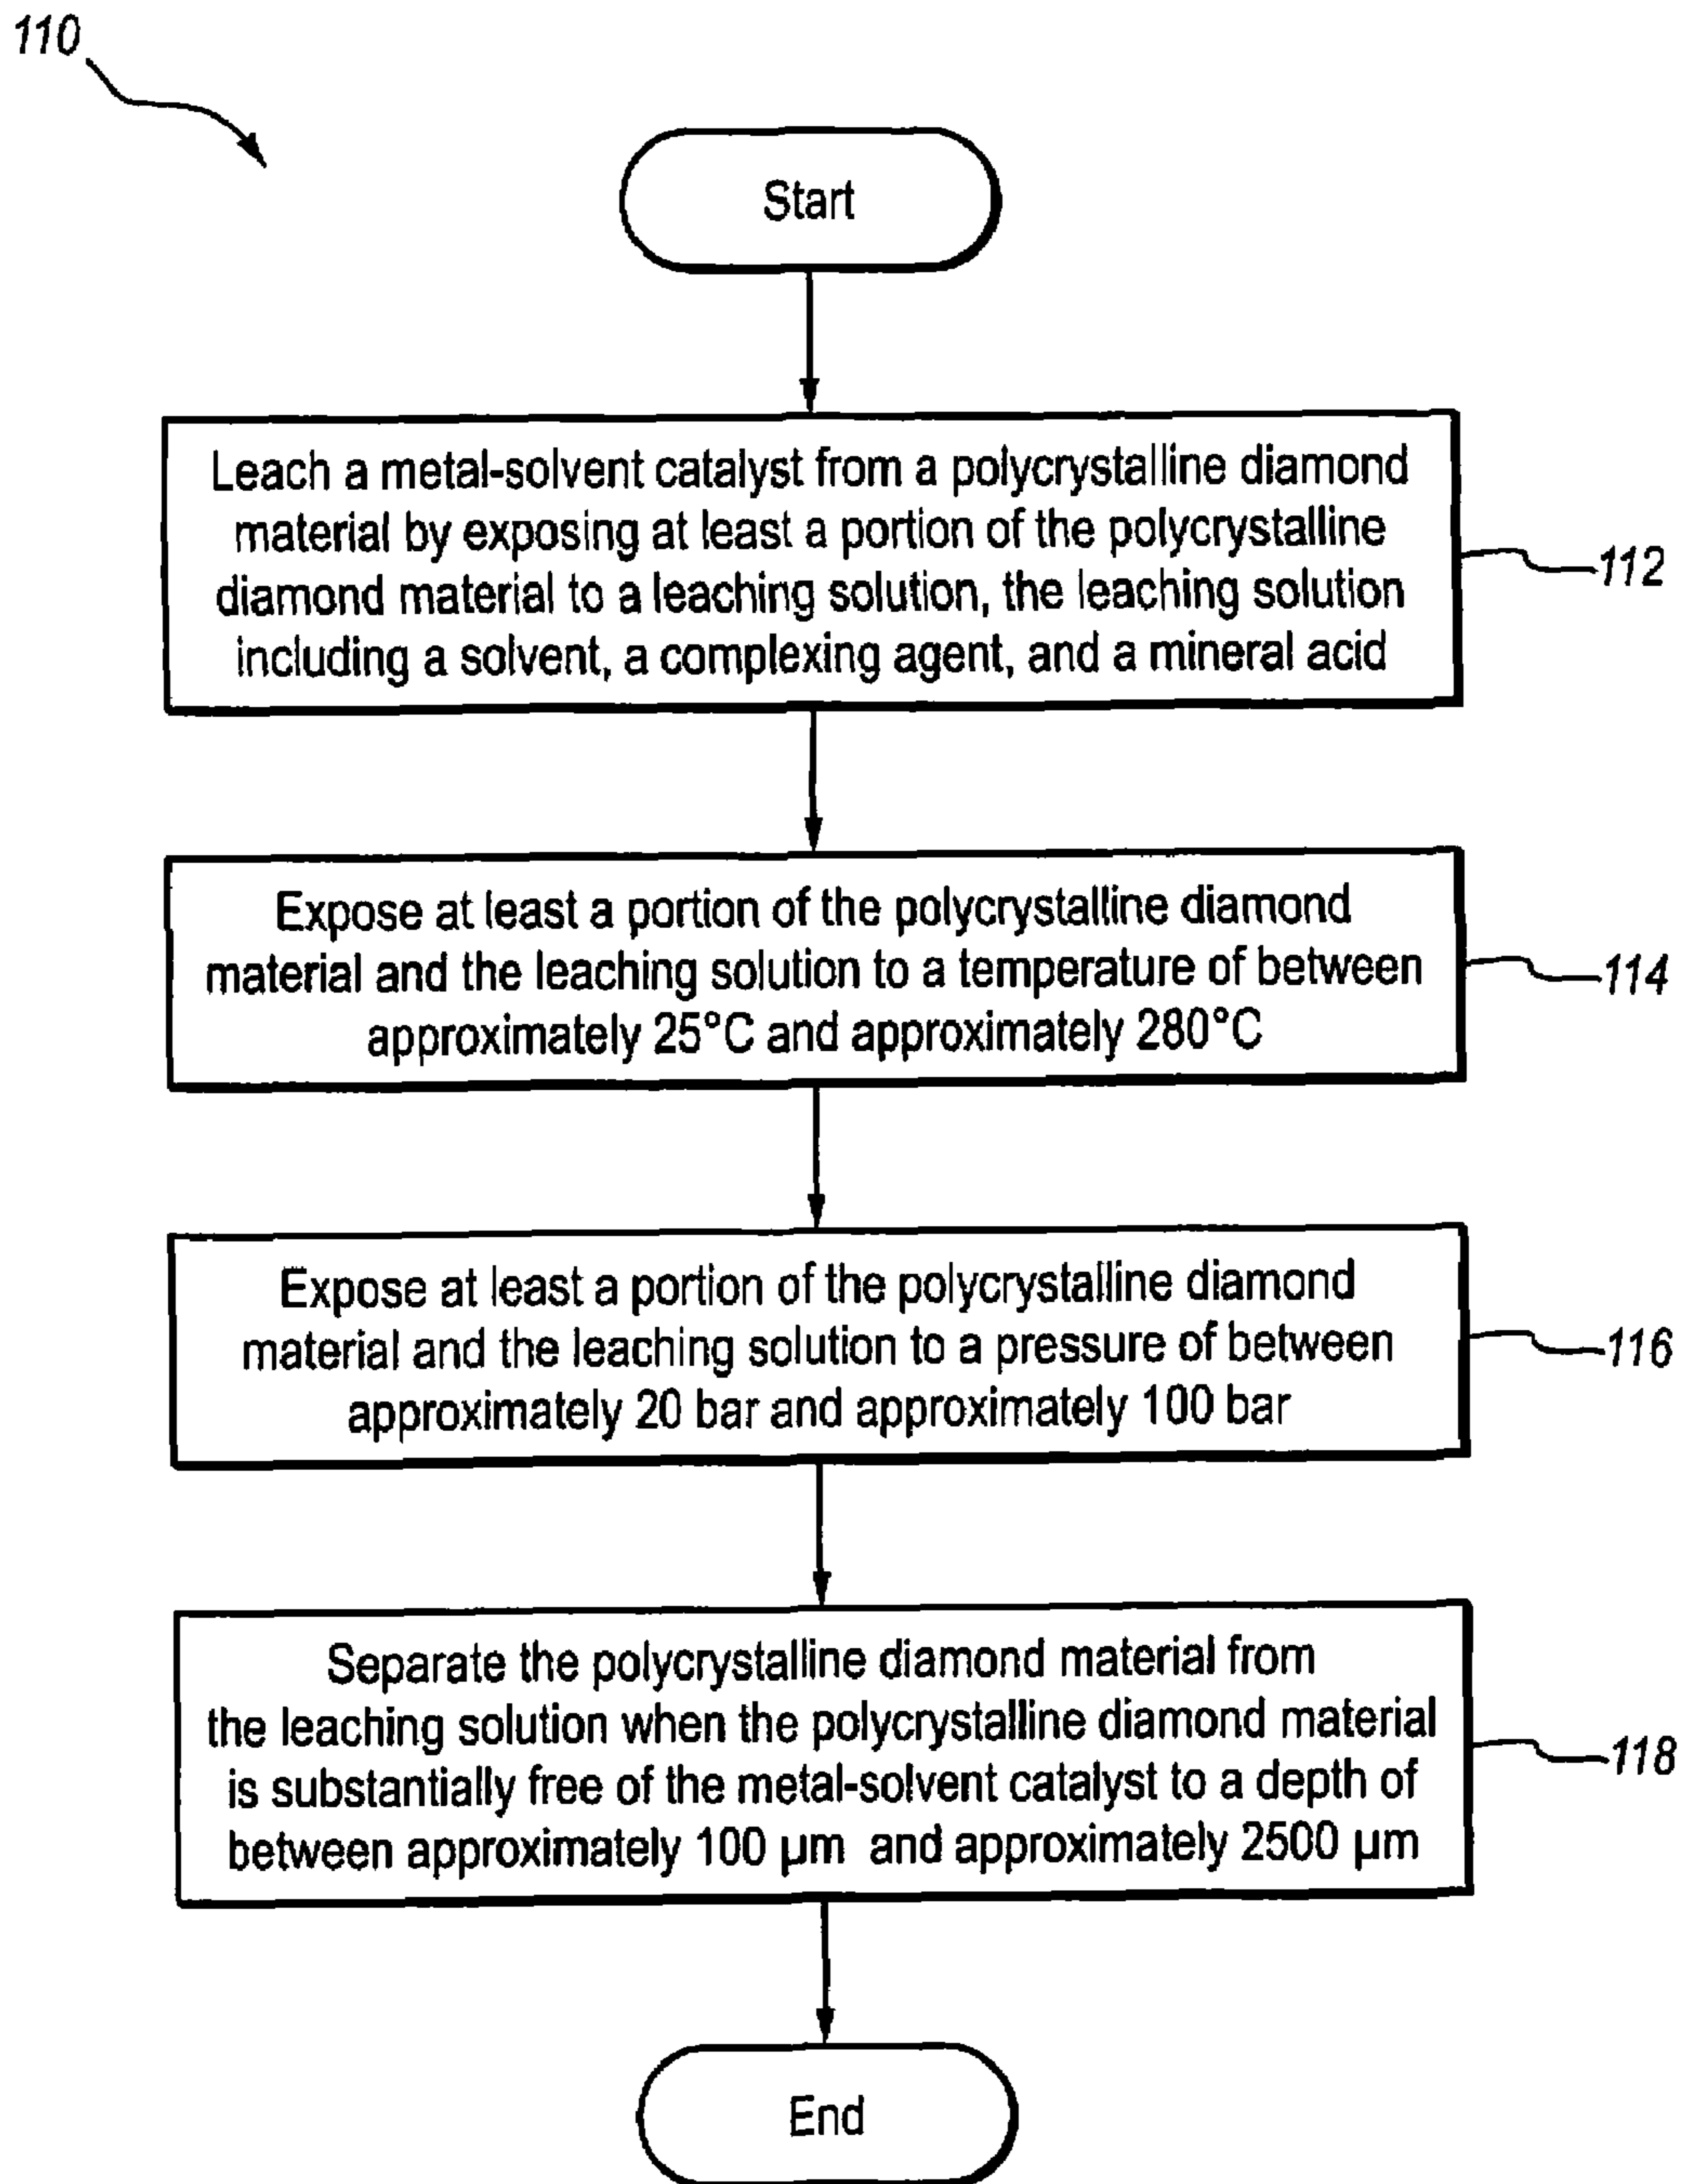 110
Start
Leach a metal-solvent catalyst from a polycrystalline diamond
material by exposing at least a portion of the polycrystalline
diamond material to a leaching solution, the leaching solution
including a solvent, a complexing agent, and a mineral acid
112
Expose at least a portion of the polycrystalline diamond
material and the leaching solution to a temperature of between
approximately 25°C and approximately 280°C
114
Expose at least a portion of the polycrystalline diamond
material and the leaching solution to a pressure of between
approximately 20 bar and approximately 100 bar
116
Separate the polycrystalline diamond material from
the leaching solution when the polycrystalline diamond material
is substantially free of the metal-solvent catalyst to a depth of
between approximately 100 µm and approximately 2500 µm
118
End